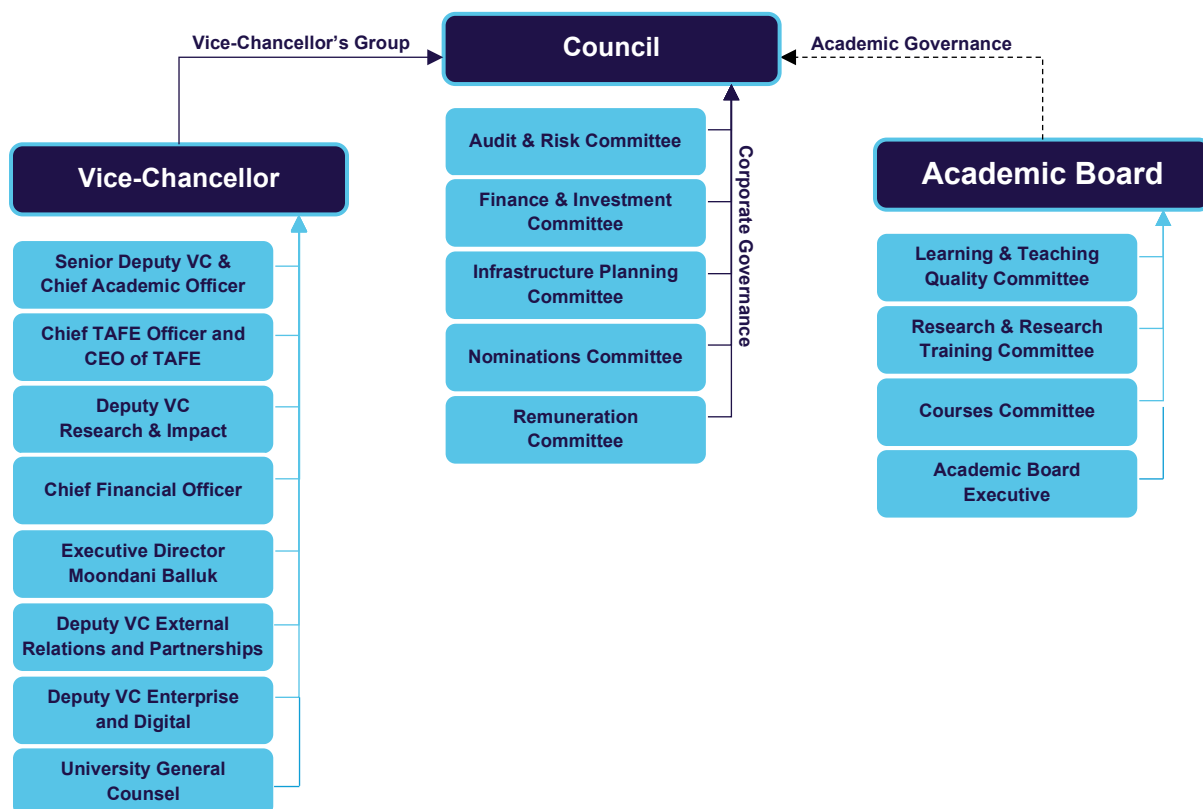 Vice-Chancellor's Group
Council
Academic Governance
Vice-Chancellor
Senior Deputy VC &
Chief Academic Officer
Chief TAFE Officer and
CEO of TAFE
Deputy VC
Research & Impact
Chief Financial Officer
Executive Director
Moondani Balluk
Deputy VC External
Relations and Partnerships
Deputy VC Enterprise
and Digital
University General
Counsel
Audit & Risk Committee
Finance & Investment
Committee
Infrastructure Planning
Committee
Nominations Committee
Remuneration
Committee
Corporate Governance
Academic Board
Learning & Teaching
Quality Committee
Research & Research
Training Committee
Courses Committee
Academic Board
Executive